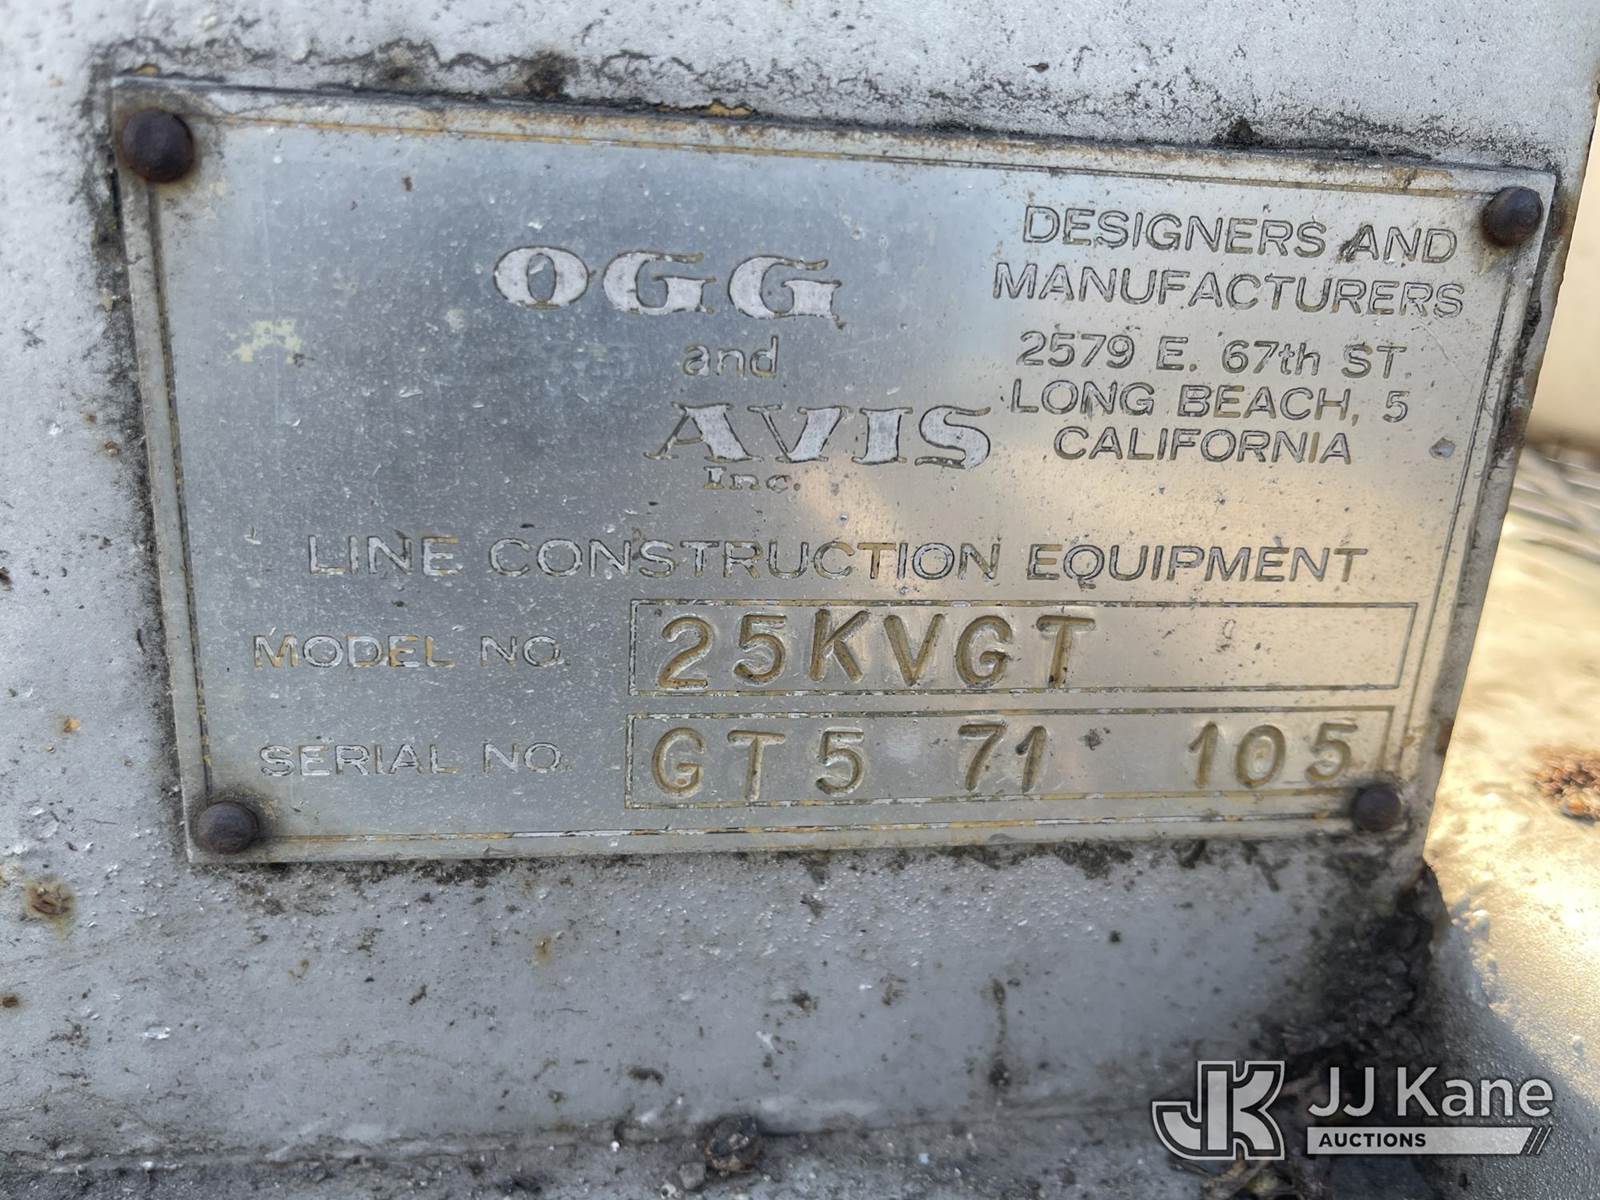 OGG
and
AVIS
Inc.
DESIGNERS AND
MANUFACTURERS
2579 E. 67th ST.
LONG BEACH, 5
CALIFORNIA
LINE CONSTRUCTION EQUIPMENT
MODEL NO. 25KVGT
SERIAL NO. GT5 71 105
JK JJ Kane
AUCTIONS